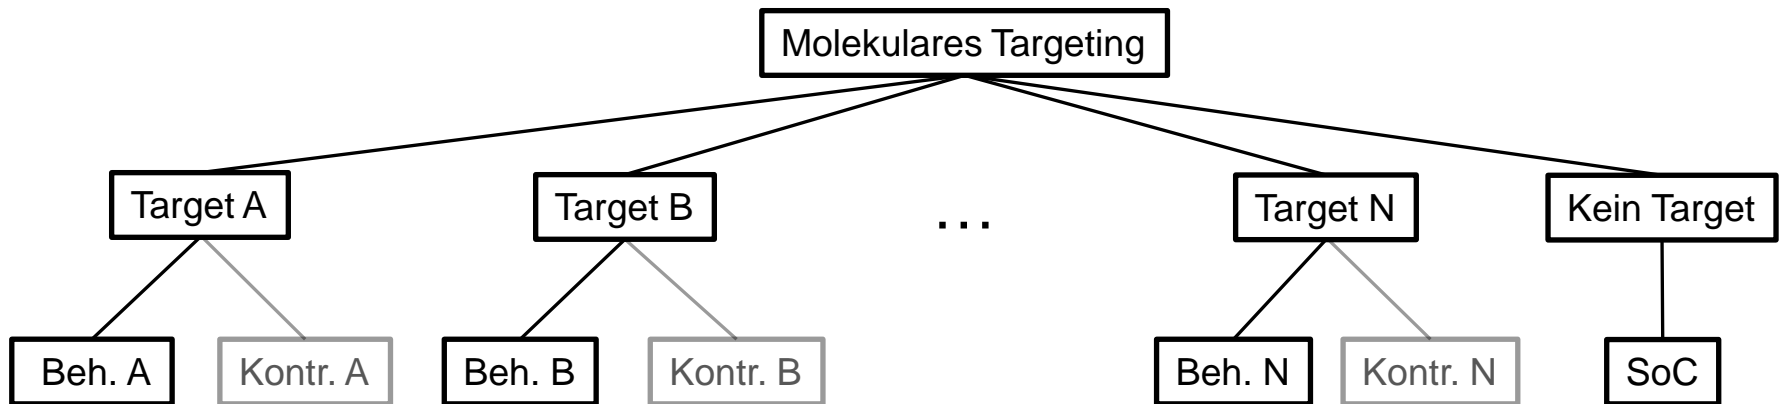 Molekulares Targeting
Target A
Target B
...
Target N
Kein Target
Beh. A
Kontr. A
Beh. B
Kontr. B
Beh. N
Kontr. N
SoC